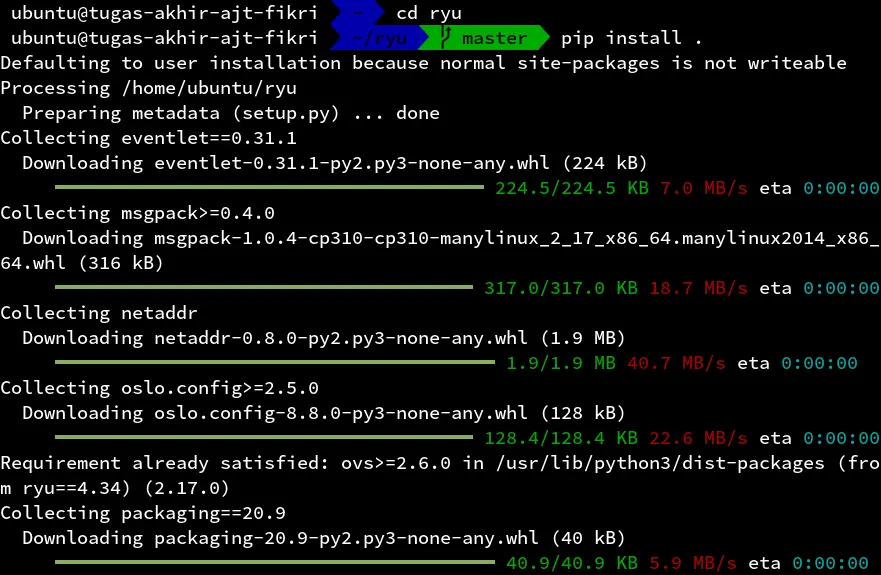 ubuntu@tugas-akhir-ajt-fikri ~ cd ryu
ubuntu@tugas-akhir-ajt-fikri ~/ryu master pip install .
Defaulting to user installation because normal site-packages is not writeable
Processing /home/ubuntu/ryu
Preparing metadata (setup.py) ... done
Collecting eventlet==0.31.1
Downloading eventlet-0.31.1-py2.py3-none-any.whl (224 kB)
224.5/224.5 KB 7.0 MB/s eta 0:00:00
Collecting msgpack>=0.4.0
Downloading msgpack-1.0.4-cp310-cp310-manylinux_2_17_x86_64.manylinux2014_x86_
64.whl (316 kB)
317.0/317.0 KB 18.7 MB/s eta 0:00:00
Collecting netaddr
Downloading netaddr-0.8.0-py2.py3-none-any.whl (1.9 MB)
1.9/1.9 MB 40.7 MB/s eta 0:00:00
Collecting oslo.config>=2.5.0
Downloading oslo.config-8.8.0-py3-none-any.whl (128 kB)
128.4/128.4 KB 22.6 MB/s eta 0:00:00
Requirement already satisfied: ovs>=2.6.0 in /usr/lib/python3/dist-packages (fro
m ryu==4.34) (2.17.0)
Collecting packaging==20.9
Downloading packaging-20.9-py2.py3-none-any.whl (40 kB)
40.9/40.9 KB 5.9 MB/s eta 0:00:00